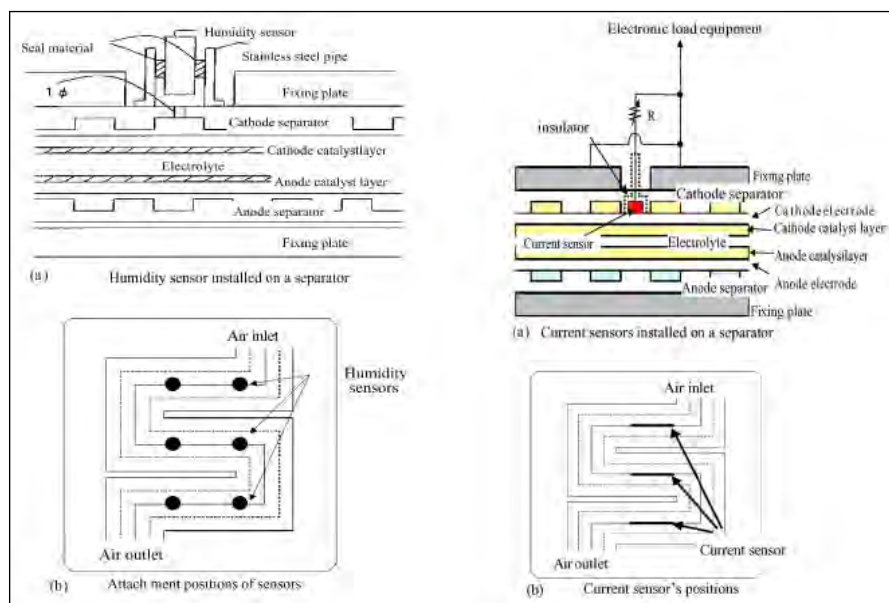 Humidity sensor
Seal material
Stainless steel pipe
1 ϕ
Fixing plate
Cathode separator
Cathode catalystlayer
Electrolyte
Anode catalyst layer
Anode separator
Fixing plate
(a)
Humidity sensor installed on a separator
Air inlet
Humidity
sensors
Air outlet
(b)
Attach ment positions of sensors
Electronic load equipment
R
insulator
Fixing plate
Cathode separator
Cathode electrode
Cathode catalyst layer
Current sensor
Electrolyte
Anode catalysilayer
Anode electrode
Anode separator
Fixing plate
(a) Current sensors installed on a separator
Air inlet
Current sensor
Air outlet
(b)
Current sensor's positions